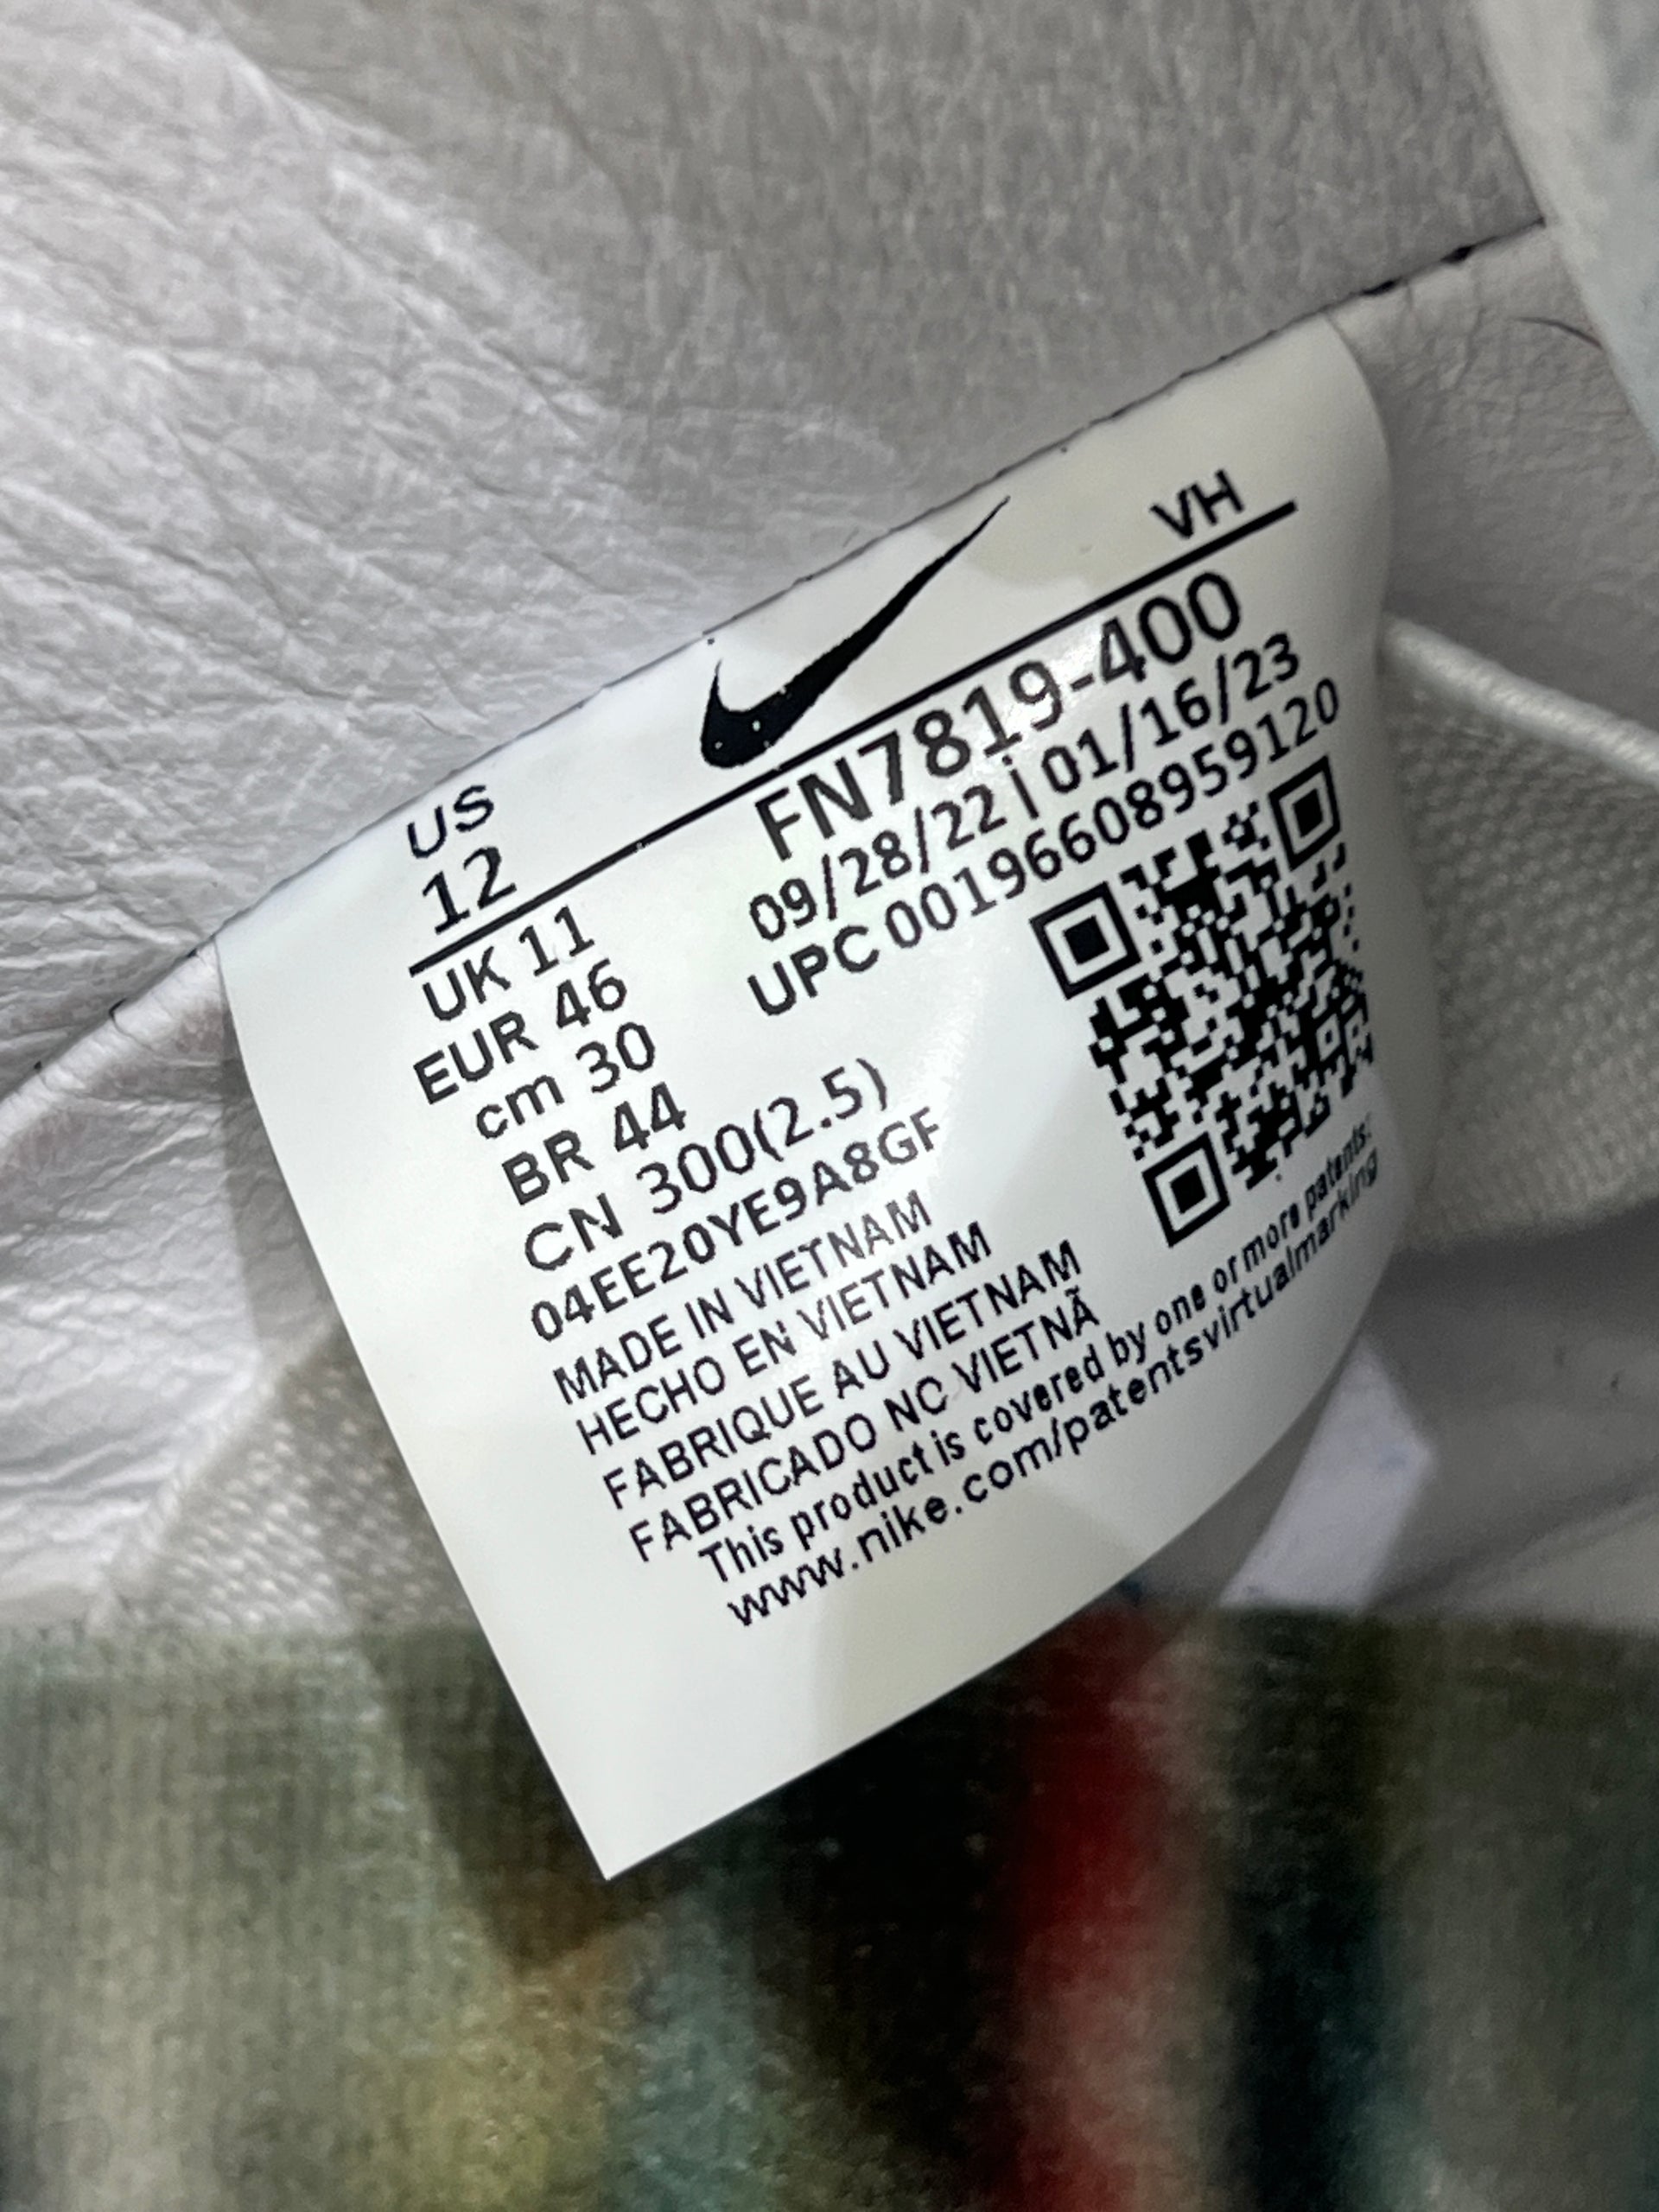 VH
US
12
FN7819-400
09/28/22 | 01/16/23
UPC 00196608959120
UK 11
EUR 46
cm 30
BR 44
CN 300(2.5)
04EE20YE9A8GF
MADE IN VIETNAM
HECHO EN VIETNAM
FABRIQUE AU VIETNAM
FABRICADO NO VIETNÃ
This product is covered by one or more patents:
www.nike.com/patentsvirtualmarking